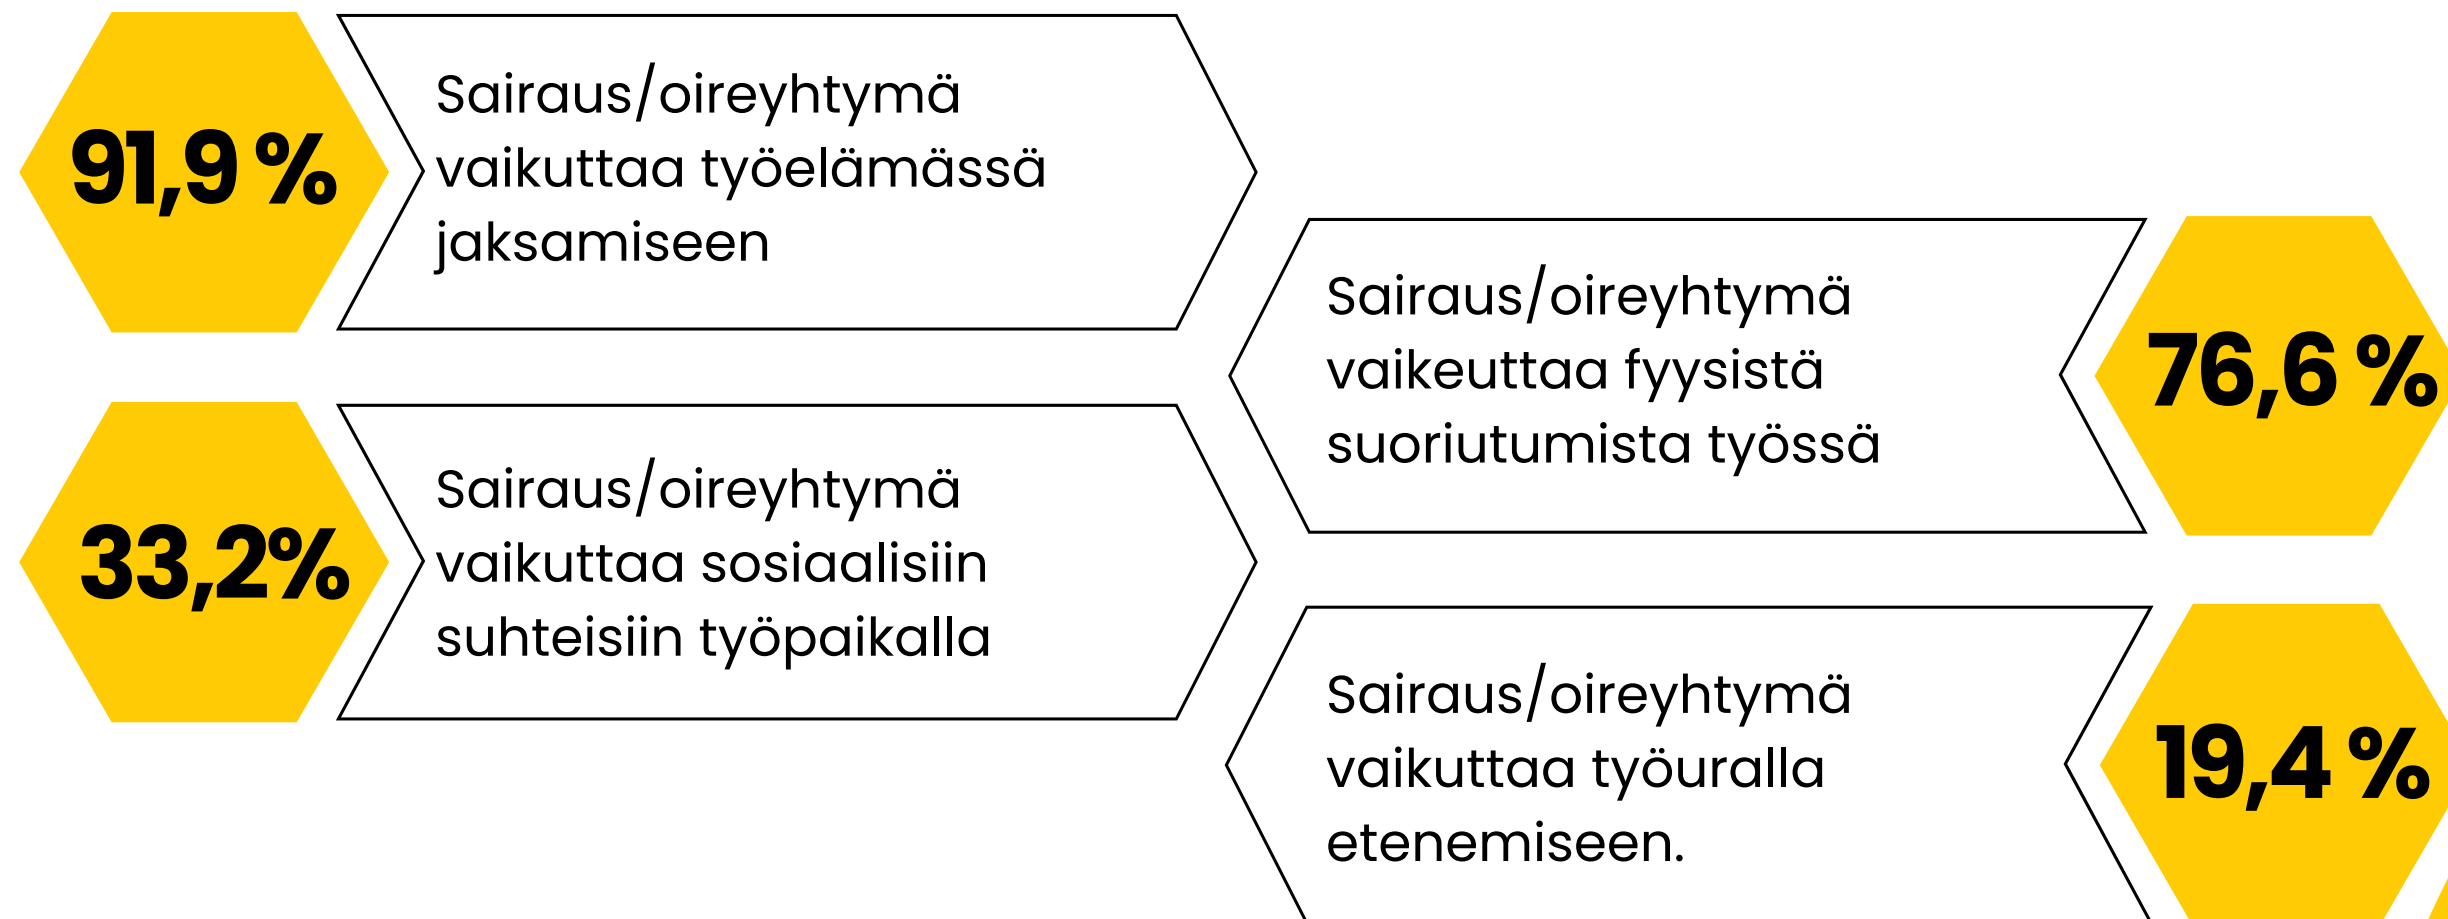 91,9 %
Sairaus/oireyhtymä
vaikuttaa työelämässä
jaksamiseen
Sairaus/oireyhtymä
vaikeuttaa fyysistä
suoriutumista työssä
76,6 %
33,2%
Sairaus/oireyhtymä
vaikuttaa sosiaalisiin
suhteisiin työpaikalla
Sairaus/oireyhtymä
vaikuttaa työuralla
etenemiseen.
19,4 %